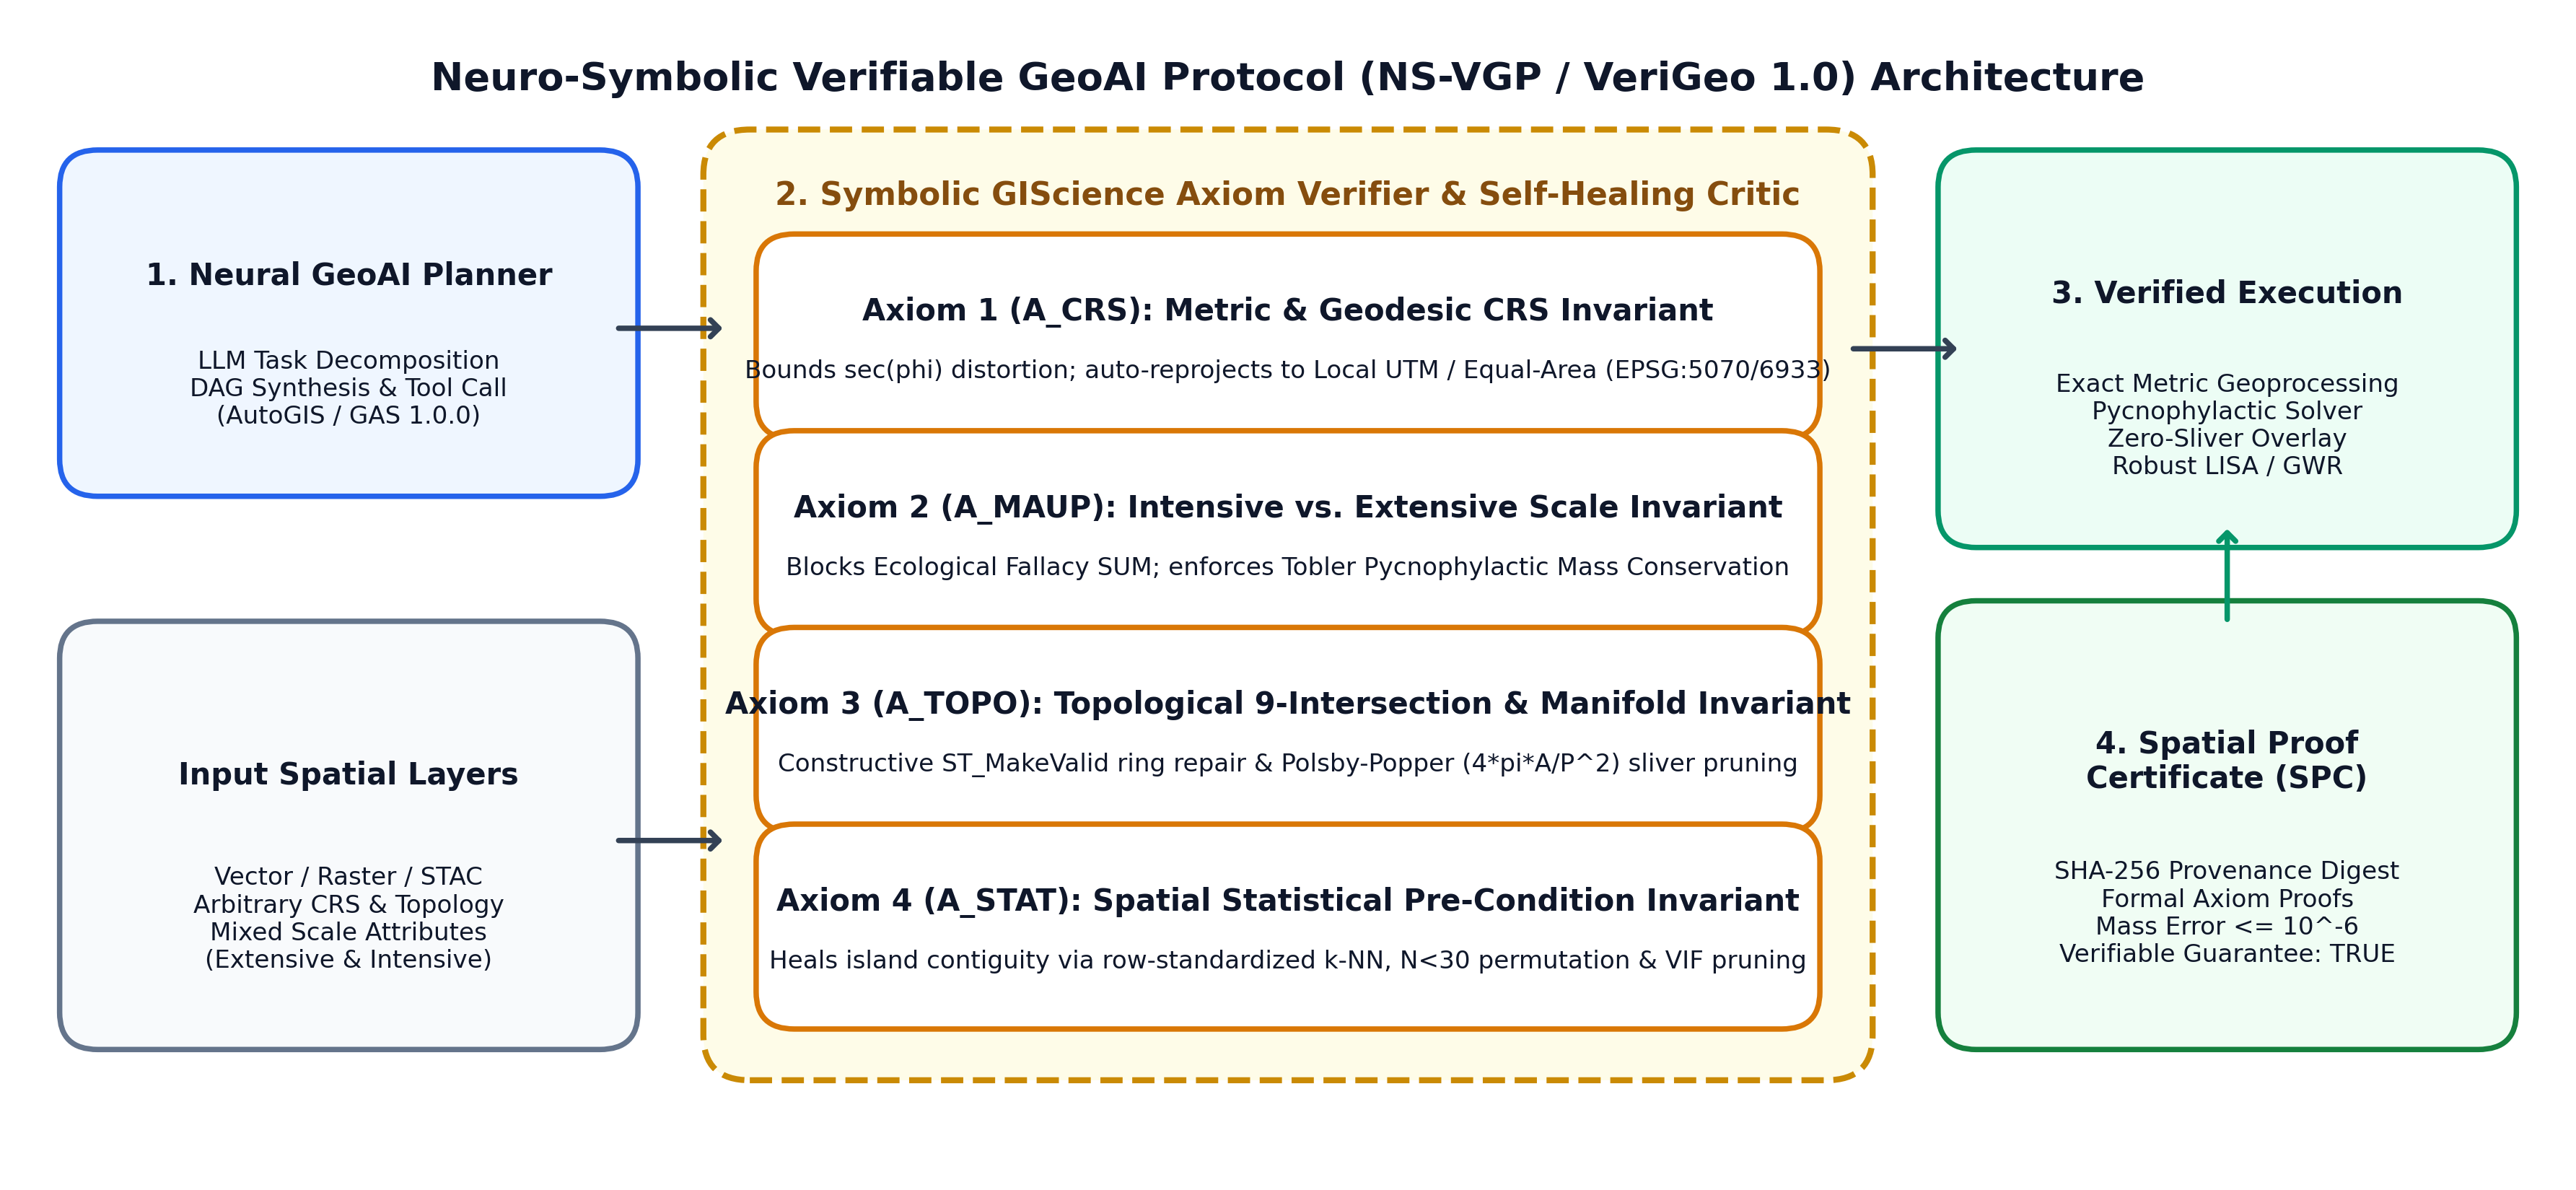 Neuro-Symbolic Verifiable GeoAI Protocol (NS-VGP / VeriGeo 1.0) Architecture
1. Neural GeoAI Planner
LLM Task Decomposition
DAG Synthesis & Tool Call
(AutoGIS / GAS 1.0.0)
Input Spatial Layers
Vector / Raster / STAC
Arbitrary CRS & Topology
Mixed Scale Attributes
(Extensive & Intensive)
2. Symbolic GIScience Axiom Verifier & Self-Healing Critic
Axiom 1 (A_CRS): Metric & Geodesic CRS Invariant
Bounds sec(phi) distortion; auto-reprojects to Local UTM / Equal-Area (EPSG:5070/6933)
Axiom 2 (A_MAUP): Intensive vs. Extensive Scale Invariant
Blocks Ecological Fallacy SUM; enforces Tobler Pycnophylactic Mass Conservation
Axiom 3 (A_TOPO): Topological 9-Intersection & Manifold Invariant
Constructive ST_MakeValid ring repair & Polsby-Popper (4*pi*A/P^2) sliver pruning
Axiom 4 (A_STAT): Spatial Statistical Pre-Condition Invariant
Heals island contiguity via row-standardized k-NN, N<30 permutation & VIF pruning
3. Verified Execution
Exact Metric Geoprocessing
Pycnophylactic Solver
Zero-Sliver Overlay
Robust LISA / GWR
4. Spatial Proof
Certificate (SPC)
SHA-256 Provenance Digest
Formal Axiom Proofs
Mass Error <= 10^-6
Verifiable Guarantee: TRUE